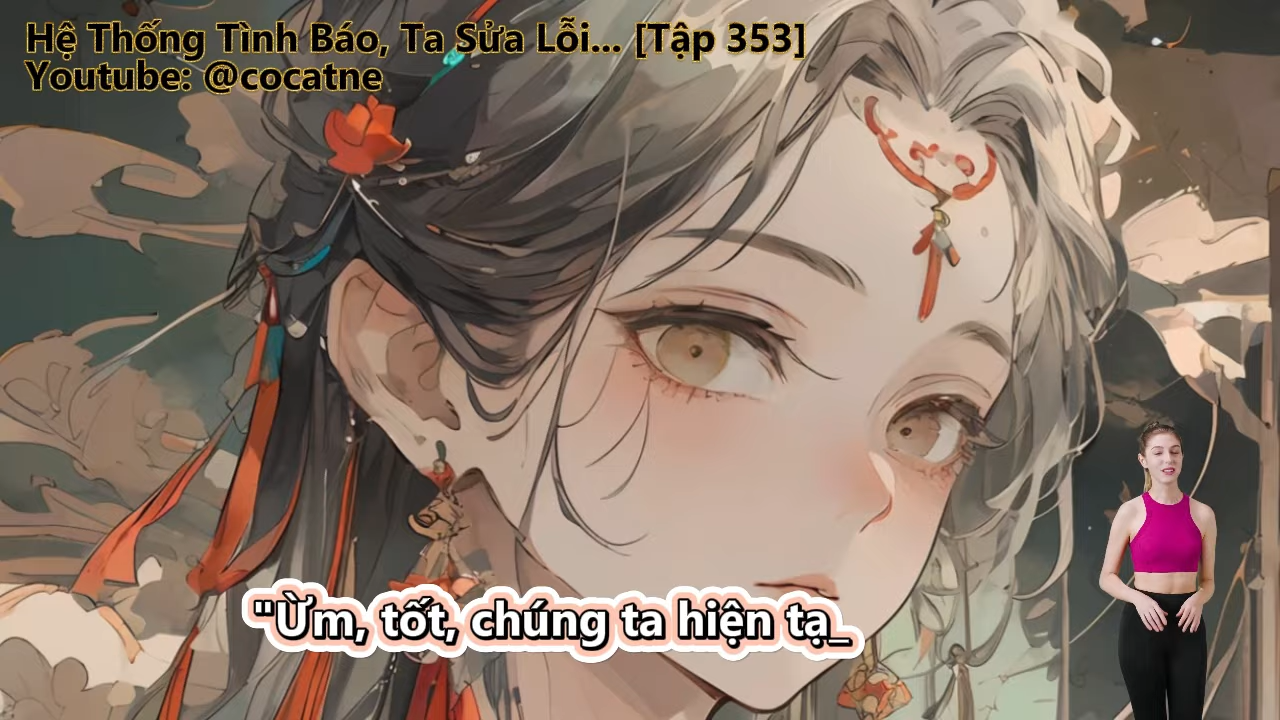 Hệ Thống Tình Báo, Ta Sửa Lỗi... [Tập 353]
Youtube: @cocatne
"Ừm, tốt, chúng ta hiện tạ_